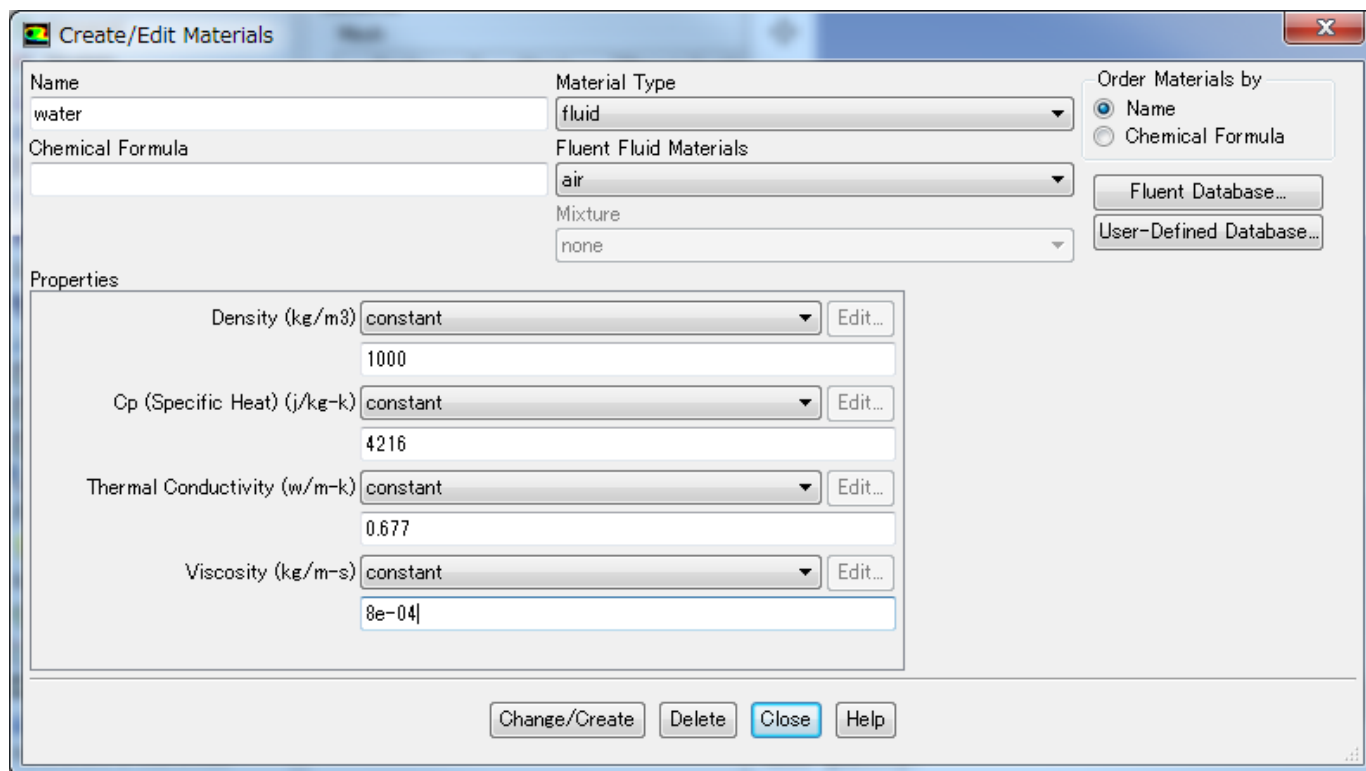 Create/Edit Materials
x
Name
water
Chemical Formula
Material Type
fluid
Fluent Fluid Materials
air
Mixture
none
Order Materials by
Name
Chemical Formula
Fluent Database...
User-Defined Database...
Properties
Density (kg/m3) constant Edit...
1000
Cp (Specific Heat) (j/kg-k) constant Edit...
4216
Thermal Conductivity (w/m-k) constant Edit...
0.677
Viscosity (kg/m-s) constant Edit...
8e-04
Change/Create Delete Close Help